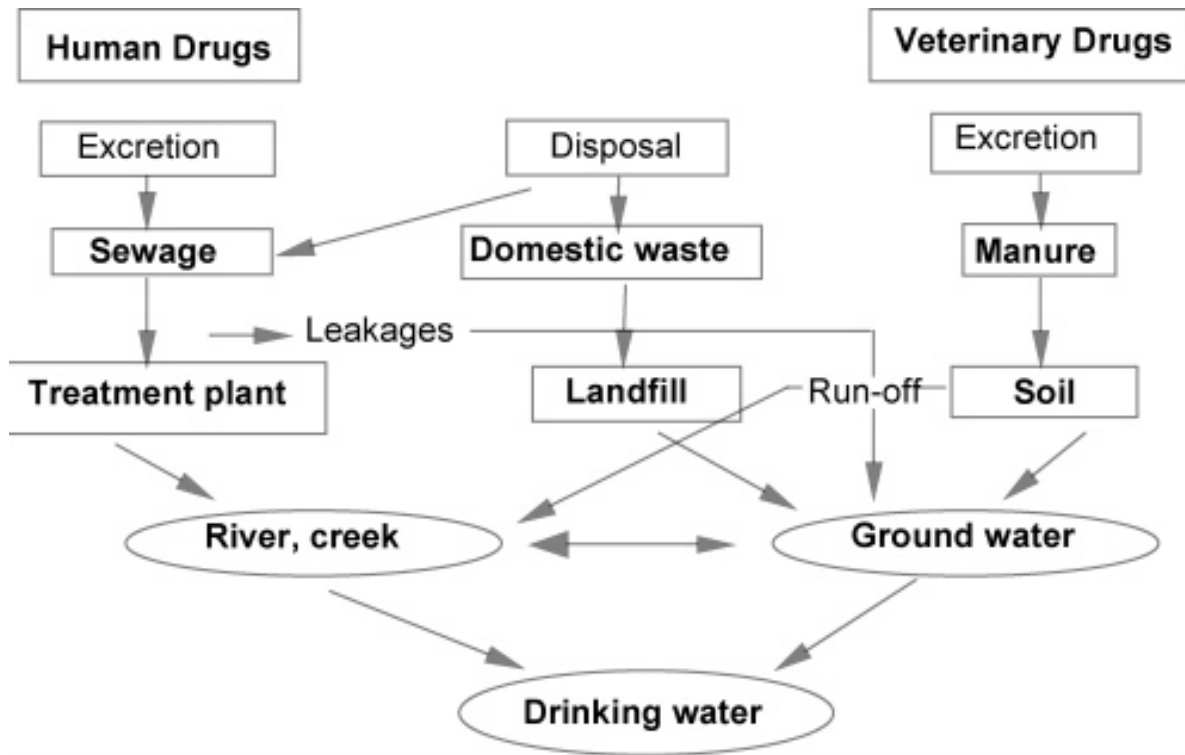 Human Drugs
Veterinary Drugs
Excretion
Disposal
Excretion
Sewage
Domestic waste
Manure
Leakages
Treatment plant
Landfill
Run-off
Soil
River, creek
Ground water
Drinking water